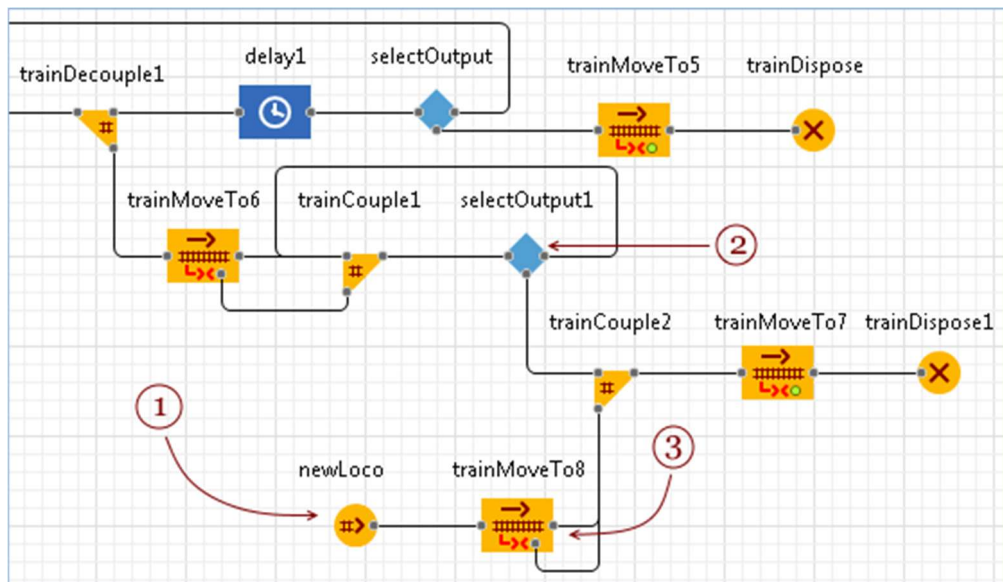 trainDecouple1
delay1
selectOutput
trainMoveTo5
trainDispose
trainMoveTo6
trainCouple1
selectOutput1
2
trainCouple2
trainMoveTo7
trainDispose1
1
3
newLoco
trainMoveTo8